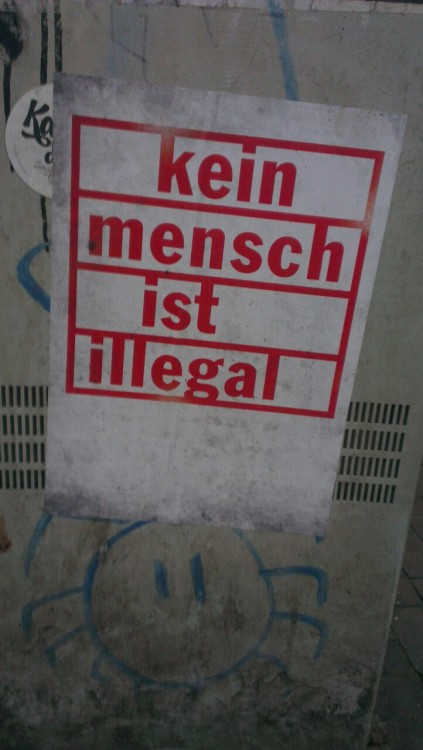 kein
mensch
ist
illegal